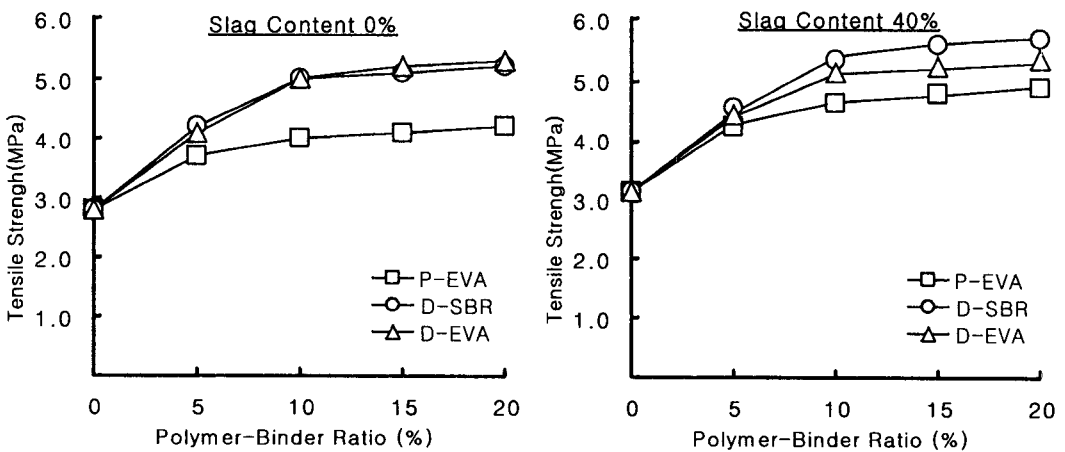 Slag Content 0%
6.0
5.0
4.0
3.0
2.0
1.0
Tensile Strengh(MPa)
P-EVA
D-SBR
D-EVA
0 5 10 15 20
Polymer-Binder Ratio (%)
Slag Content 40%
6.0
5.0
4.0
3.0
2.0
1.0
Tensile Strengh(MPa)
P-EVA
D-SBR
D-EVA
0 5 10 15 20
Polymer-Binder Ratio (%)